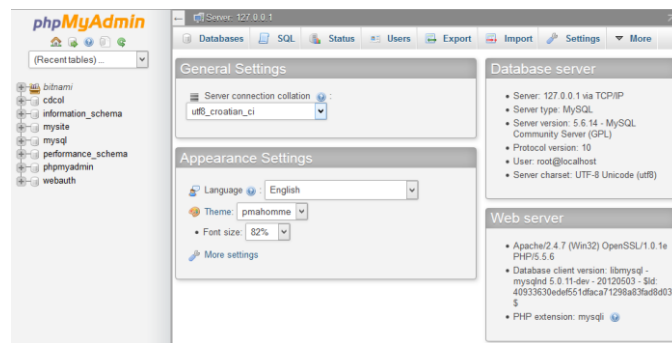 phpMyAdmin
(Recent tables) ...
bitnami
cdcol
information_schema
mysite
mysql
performance_schema
phpmyadmin
webauth
Server: 127.0.0.1
Databases SQL Status Users Export Import Settings More
General Settings
Server connection collation :
utf8_croatian_ci
Appearance Settings
Language : English
Theme: pmahomme
Font size: 82%
More settings
Database server
Server: 127.0.0.1 via TCP/IP
Server type: MySQL
Server version: 5.6.14 - MySQL
Community Server (GPL)
Protocol version: 10
User: root@localhost
Server charset: UTF-8 Unicode (utf8)
Web server
Apache/2.4.7 (Win32) OpenSSL/1.0.1e
PHP/5.5.6
Database client version: libmysql -
mysqlnd 5.0.11-dev - 20120503 - $Id:
40933630edef551dfaca71298a83fad8d03
$
PHP extension: mysqli